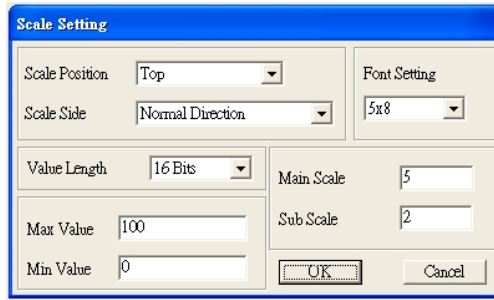 Scale Setting
Scale Position Top
Scale Side Normal Direction
Font Setting
5x8
Value Length 16 Bits
Max Value 100
Min Value 0
Main Scale 5
Sub Scale 2
OK Cancel